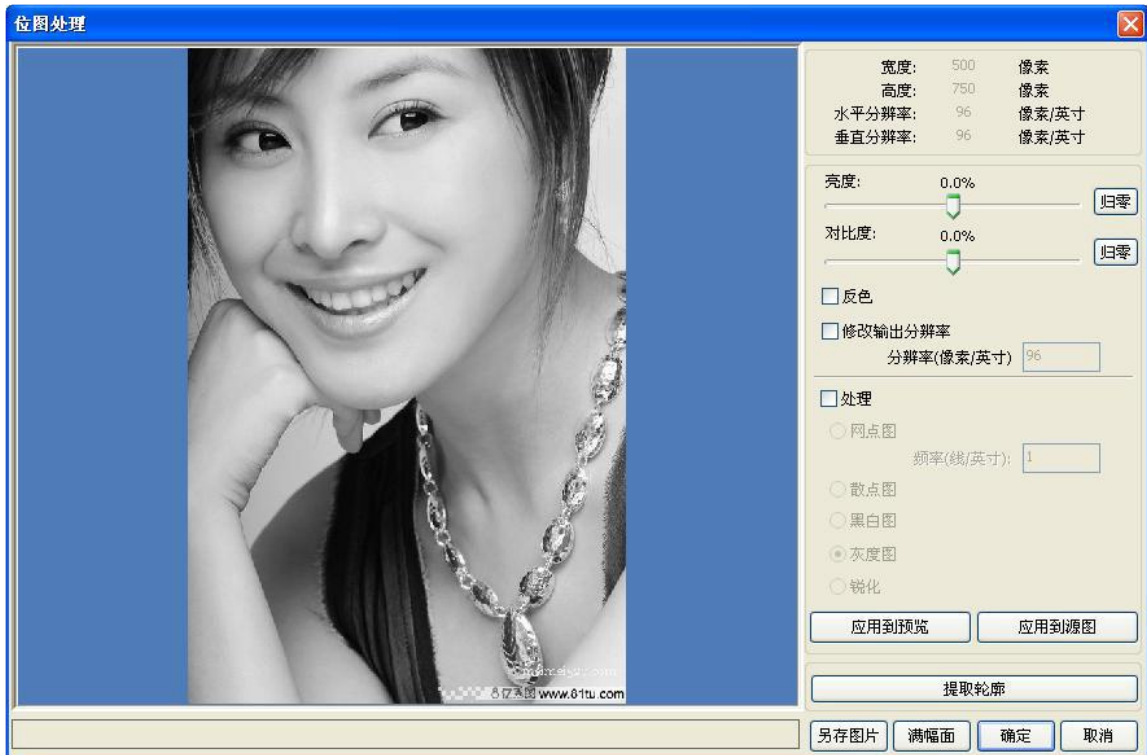 位图处理
宽度: 500 像素
高度: 750 像素
水平分辨率: 96 像素/英寸
垂直分辨率: 96 像素/英寸
亮度: 0.0%
归零
对比度: 0.0%
归零
反色
修改输出分辨率
分辨率(像素/英寸) 96
处理
网点图
频率(线/英寸): 1
散点图
黑白图
灰度图
锐化
应用到预览 应用到源图
提取轮廓
www.81tu.com
另存图片 满幅面 确定 取消